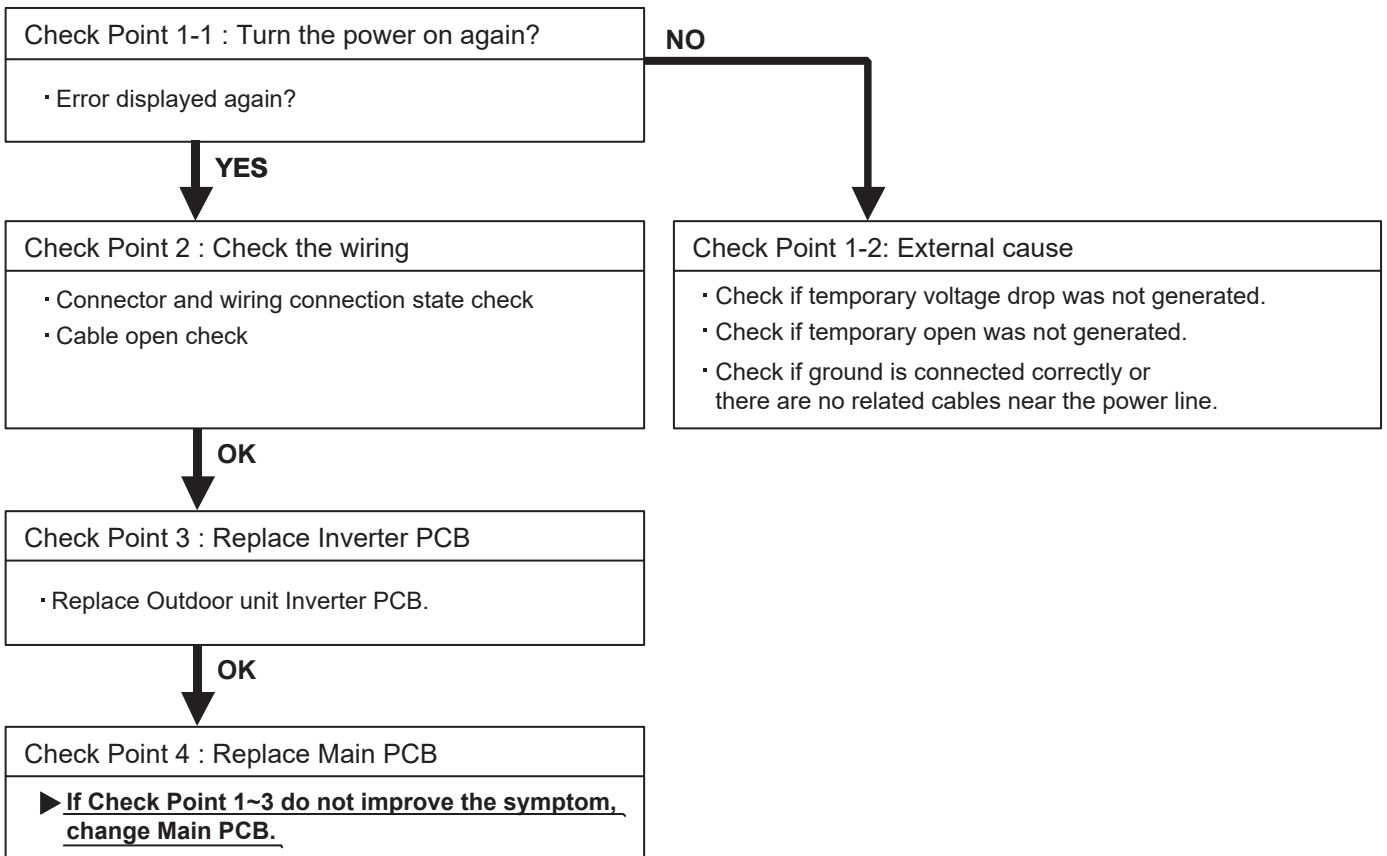 Check Point 1-1 : Turn the power on again?
NO
・Error displayed again?
YES
Check Point 2 : Check the wiring
・Connector and wiring connection state check
・Cable open check
Check Point 1-2: External cause
・Check if temporary voltage drop was not generated.
・Check if temporary open was not generated.
・Check if ground is connected correctly or
there are no related cables near the power line.
OK
Check Point 3 : Replace Inverter PCB
・Replace Outdoor unit Inverter PCB.
OK
Check Point 4 : Replace Main PCB
▶If Check Point 1~3 do not improve the symptom,
change Main PCB.